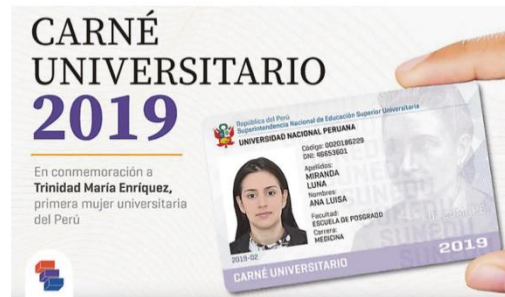 CARNÉ
UNIVERSITARIO
2019
En conmemoración a
Trinidad María Enríquez,
primera mujer universitaria
del Perú
República del Perú
Superintendencia Nacional de Educación Superior Universitaria
UNIVERSIDAD NACIONAL PERUANA
Código: 0020186229
DNI: 46653601
Apellidos:
MIRANDA
LUNA
Nombres:
ANA LUISA
Facultad:
ESCUELA DE POSGRADO
Carrera:
MEDICINA
2019-02
CARNÉ UNIVERSITARIO
2019